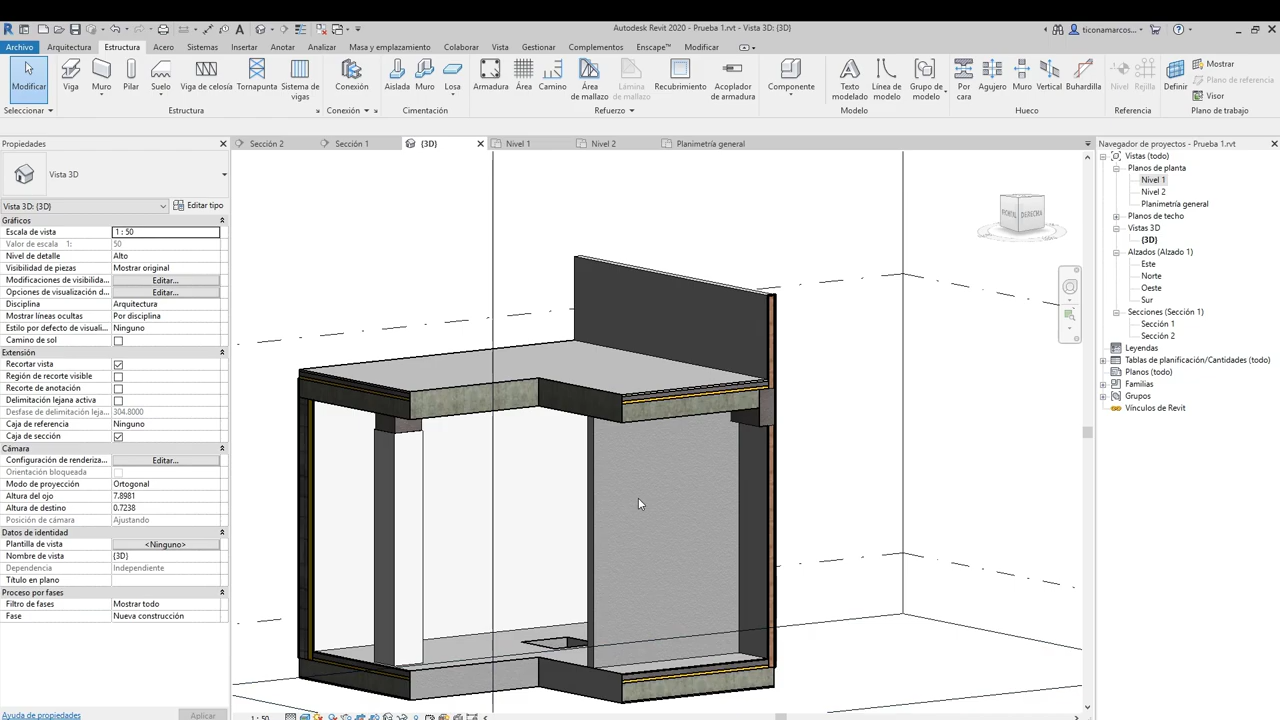 Autodesk Revit 2020 - Prueba 1.rvt - Vista 3D: {3D}
ticonamarcos...
Archivo Arquitectura Estructura Acero Sistemas Insertar Anotar Analizar Masa y emplazamiento Colaborar Vista Gestionar Complementos Enscape™ Modificar
Modificar Viga Muro Pilar Suelo Viga de celosía Tornapunta Sistema de vigas Conexión Aislada Muro Losa Armadura Área Camino Área de mallazo Lámina de mallazo Recubrimiento Acoplador de armadura Componente Texto modelado Línea de modelo Grupo de modelo Por cara Agujero Muro Vertical Buhardilla Nivel Rejilla Definir Mostrar
Plano de referencia
Visor
Seleccionar Estructura Conexión Cimentación Refuerzo Modelo Hueco Referencia Plano de trabajo
Propiedades
Sección 2 Sección 1 {3D} Nivel 1 Nivel 2 Planimetría general
Navegador de proyectos - Prueba 1.rvt
Vista 3D
Vista 3D: {3D} Editar tipo
Gráficos
Escala de vista 1 : 50
Valor de escala 1: 50
Nivel de detalle Alto
Visibilidad de piezas Mostrar original
Modificaciones de visibilida... Editar...
Opciones de visualización d... Editar...
Disciplina Arquitectura
Mostrar líneas ocultas Por disciplina
Estilo por defecto de visuali... Ninguno
Camino de sol
Extensión
Recortar vista
Región de recorte visible
Recorte de anotación
Delimitación lejana activa
Desfase de delimitación leja... 304.8000
Caja de referencia Ninguno
Caja de sección
Cámara
Configuración de renderiza... Editar...
Orientación bloqueada
Modo de proyección Ortogonal
Altura del ojo 7.8981
Altura de destino 0.7238
Posición de cámara Ajustando
Datos de identidad
Plantilla de vista <Ninguno>
Nombre de vista {3D}
Dependencia Independiente
Título en plano
Proceso por fases
Filtro de fases Mostrar todo
Fase Nueva construcción
Ayuda de propiedades Aplicar
DERECHA
1 : 50
Vistas (todo)
Planos de planta
Nivel 1
Nivel 2
Planimetría general
Planos de techo
Vistas 3D
{3D}
Alzados (Alzado 1)
Este
Norte
Oeste
Sur
Secciones (Sección 1)
Sección 1
Sección 2
Leyendas
Tablas de planificación/Cantidades (todo)
Planos (todo)
Familias
Grupos
Vínculos de Revit